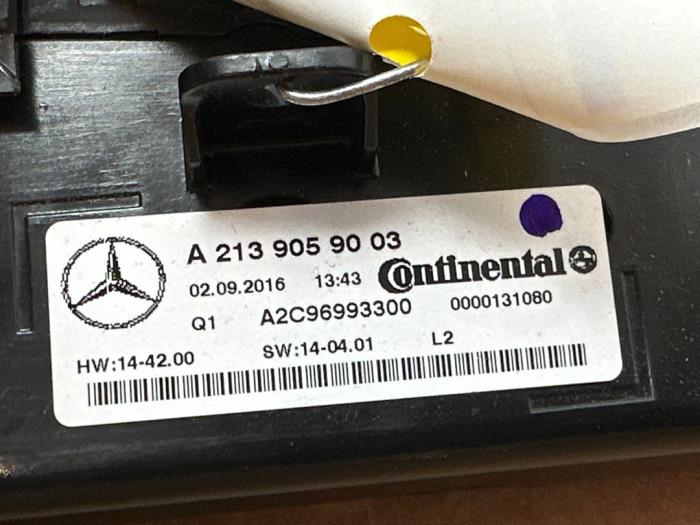 A 213 905 90 03
02.09.2016 13:43 Continental
Q1 A2C96993300 0000131080
HW:14-42.00 SW:14-04.01 L2